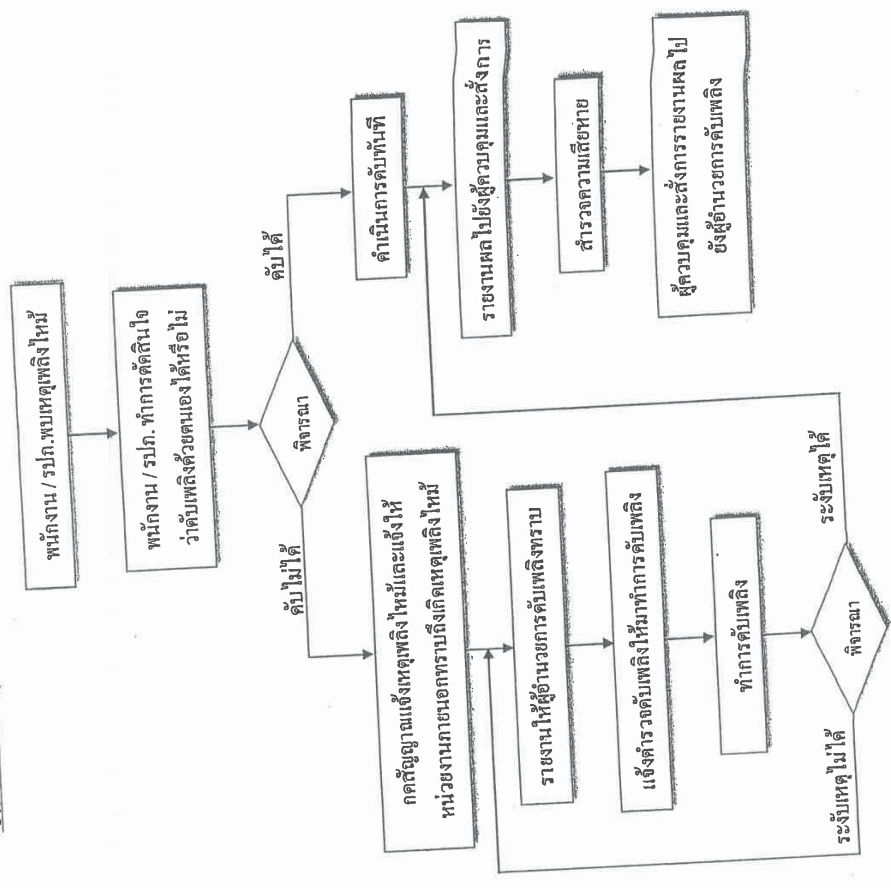 พนักงาน / รปภ.พบเหตุเพลิงไหม้
พนักงาน / รปภ. ทำการตัดสินใจ
ว่าดับเพลิงด้วยตนเองได้หรือไม่
พิจารณา
ดับได้
ดับไม่ได้
ดำเนินการดับทันที
รายงานผลไปยังผู้ควบคุมและสั่งการ
สำรวจความเสียหาย
ผู้ควบคุมและสั่งการรายงานผลไป
ยังผู้อำนวยการดับเพลิง
กดสัญญาณแจ้งเหตุเพลิงไหม้และแจ้งให้
หน่วยงานภายนอกทราบถึงเกิดเหตุเพลิงไหม้
รายงานให้ผู้อำนวยการดับเพลิงทราบ
แจ้งตำรวจดับเพลิงให้มาทำการดับเพลิง
ทำการดับเพลิง
พิจารณา
ระงับเหตุได้
ระงับเหตุไม่ได้